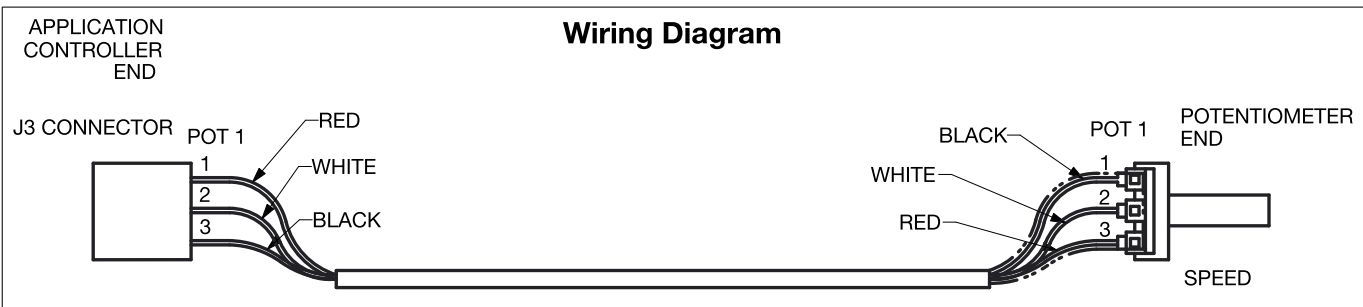 Wiring Diagram
APPLICATION
CONTROLLER
END
J3 CONNECTOR
POT 1
1
2
3
RED
WHITE
BLACK
BLACK
WHITE
RED
POT 1
1
2
3
POTENTIOMETER
END
SPEED